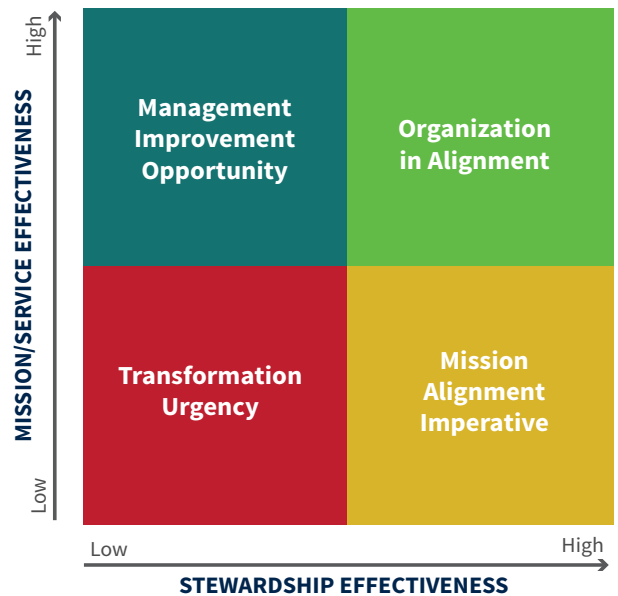 High
MISSION/SERVICE EFFECTIVENESS
Low
Management
Improvement
Opportunity
Organization
in Alignment
Transformation
Urgency
Mission
Alignment
Imperative
Low
High
STEWARDSHIP EFFECTIVENESS